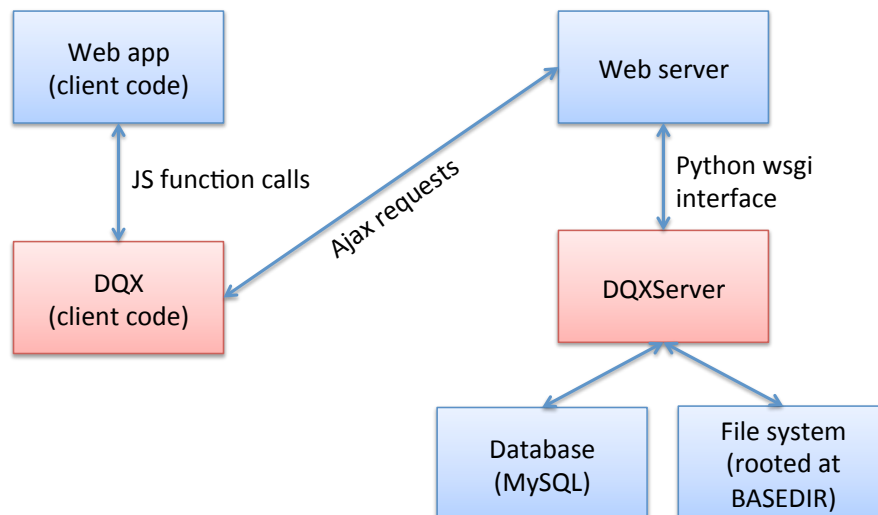 Web app
(client code)
Web server
JS function calls
Ajax requests
Python wsgi
interface
DQX
(client code)
DQXServer
Database
(MySQL)
File system
(rooted at
BASEDIR)